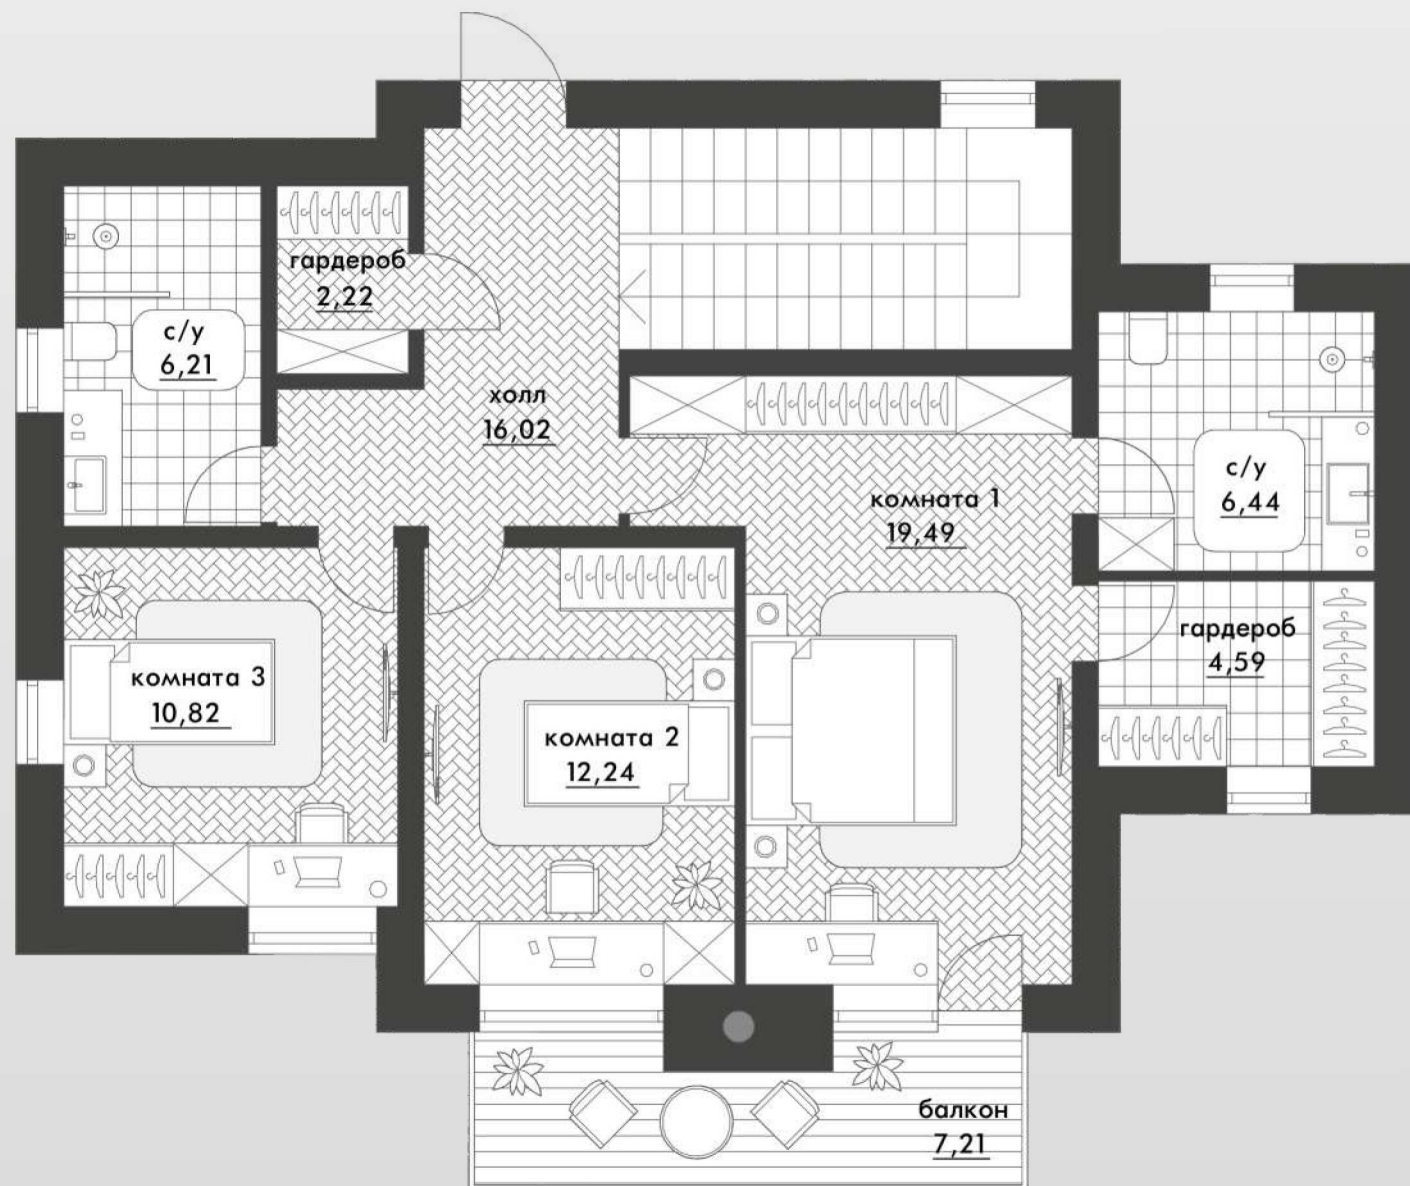 гардероб
2,22
с/у
6,21
холл
16,02
комната 1
19,49
с/у
6,44
гардероб
4,59
комната 3
10,82
комната 2
12,24
балкон
7,21